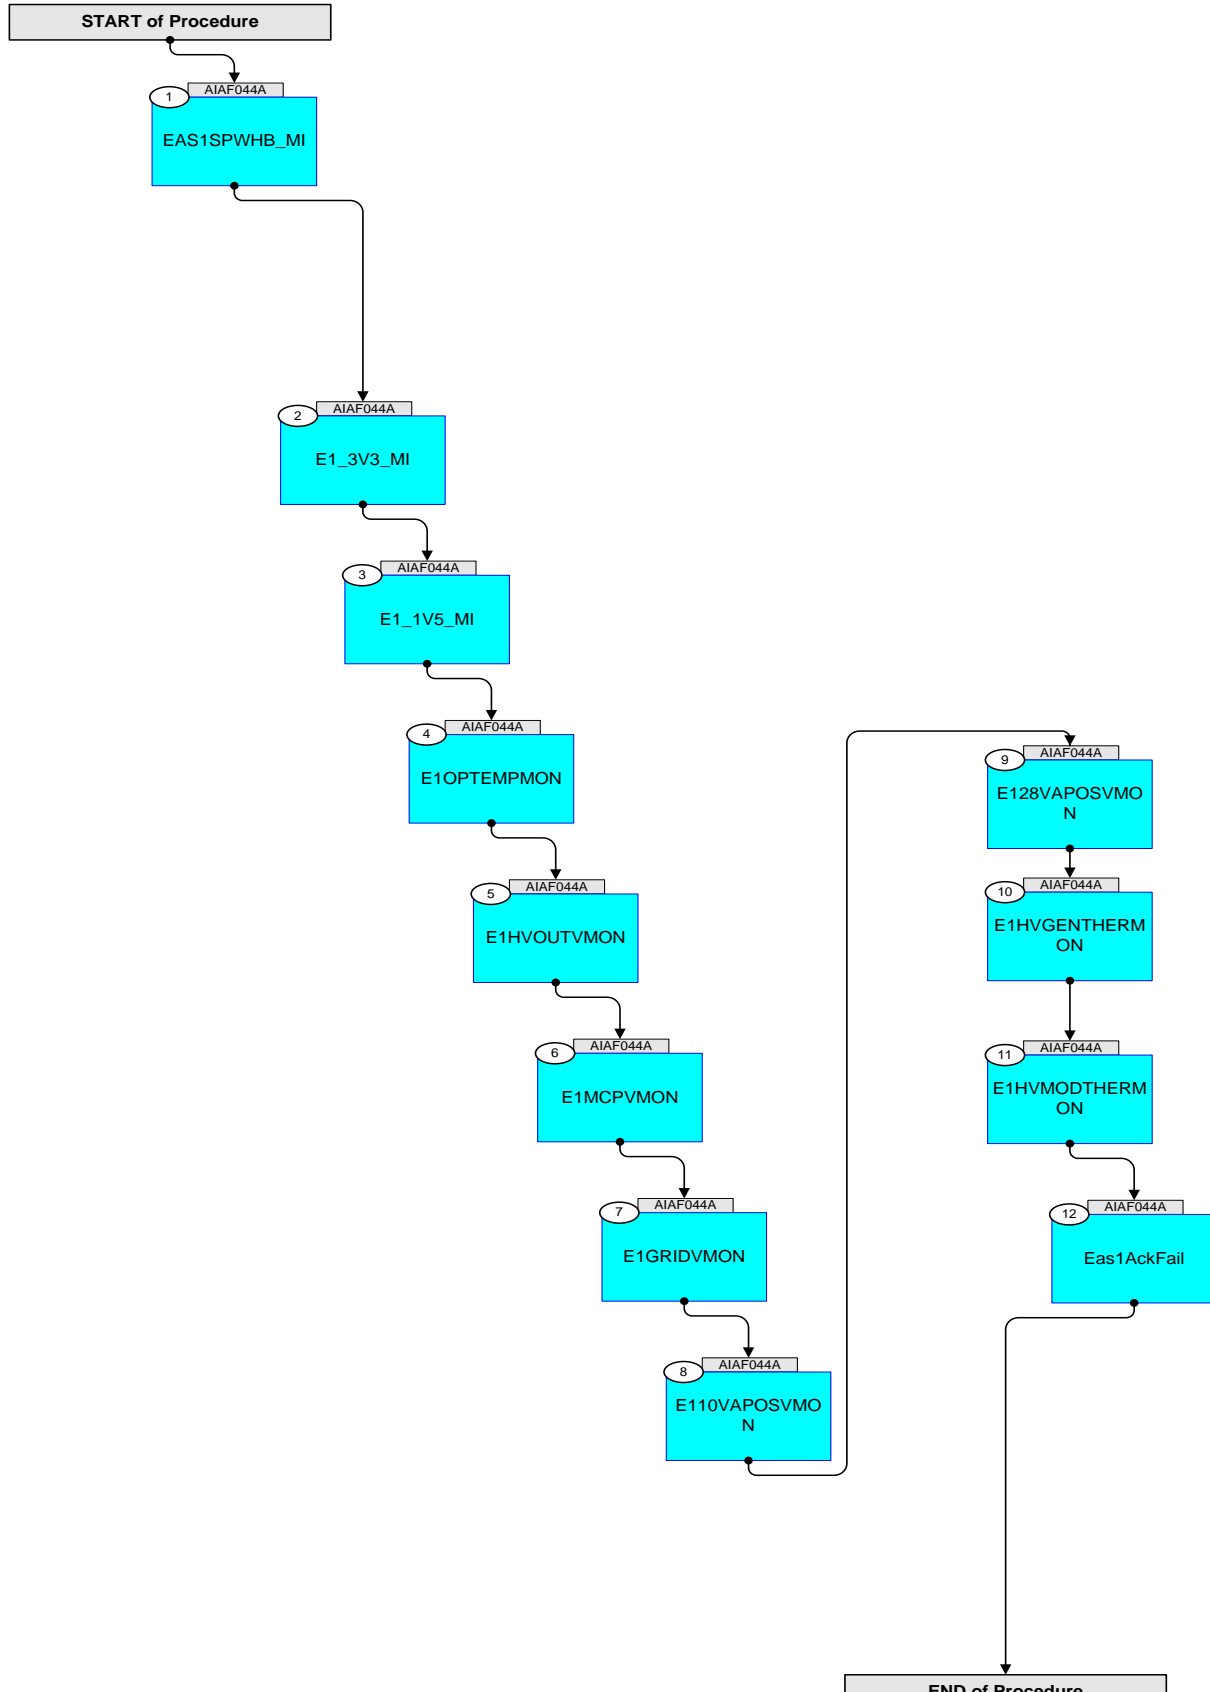 START of Procedure
AIAF044A
1
EAS1SPWHB_MI
AIAF044A
2
E1_3V3_MI
AIAF044A
3
E1_1V5_MI
AIAF044A
4
E1OPTEMPMON
AIAF044A
5
E1HVOUTVMON
AIAF044A
6
E1MCPVMON
AIAF044A
7
E1GRIDVMON
AIAF044A
8
E110VAPOSVMO
N
AIAF044A
9
E128VAPOSVMO
N
AIAF044A
10
E1HVGENTHERM
ON
AIAF044A
11
E1HVMODTHERM
ON
AIAF044A
12
Eas1AckFail
END of Procedure